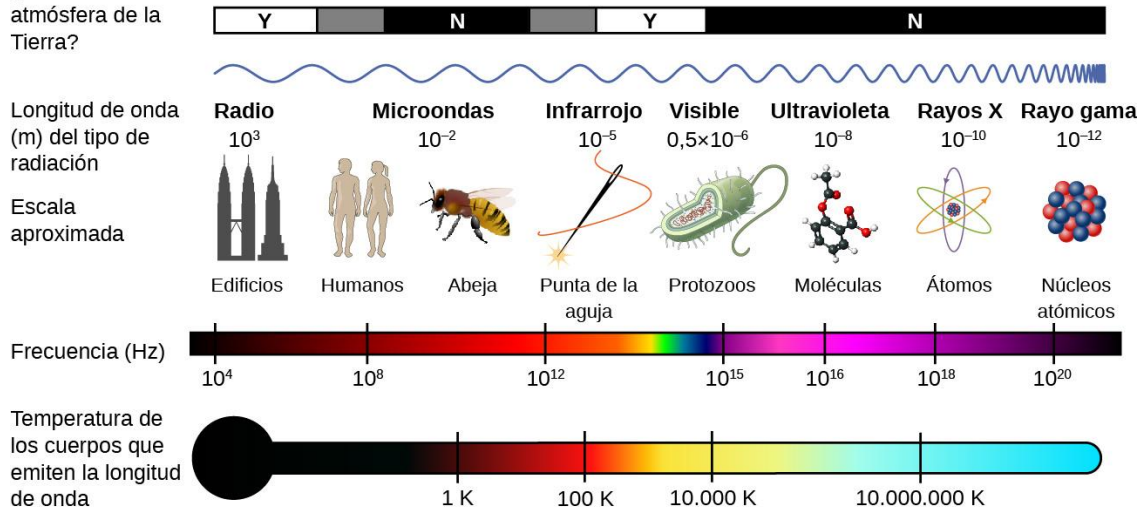 atmósfera de la
Tierra?
Y N Y N
Longitud de onda
(m) del tipo de
radiación
Radio Microondas Infrarrojo Visible Ultravioleta Rayos X Rayo gama
10³ 10⁻² 10⁻⁵ 0,5×10⁻⁶ 10⁻⁸ 10⁻¹⁰ 10⁻¹²
Escala
aproximada
Edificios Humanos Abeja Punta de la aguja Protozoos Moléculas Átomos Núcleos atómicos
Frecuencia (Hz)
10⁴ 10⁸ 10¹² 10¹⁵ 10¹⁶ 10¹⁸ 10²⁰
Temperatura de
los cuerpos que
emiten la longitud
de onda
1 K 100 K 10.000 K 10.000.000 K